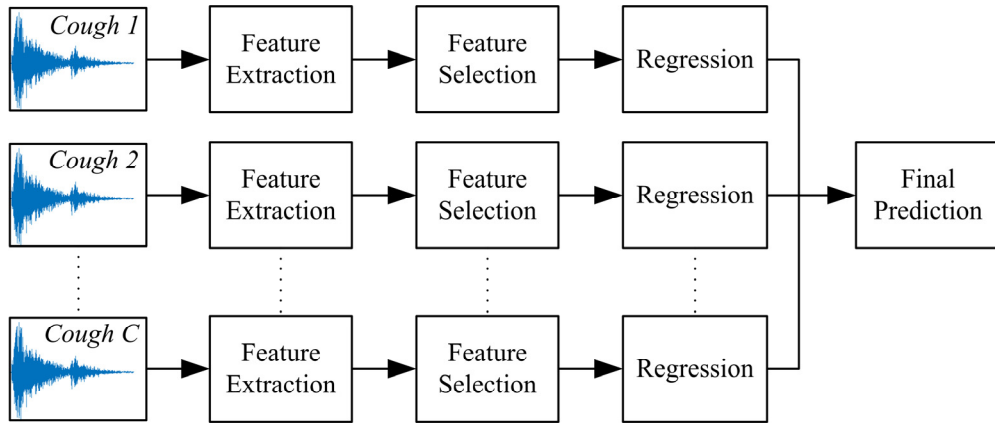 Cough 1
Feature
Extraction
Feature
Selection
Regression
Cough 2
Feature
Extraction
Feature
Selection
Regression
Final
Prediction
Cough C
Feature
Extraction
Feature
Selection
Regression